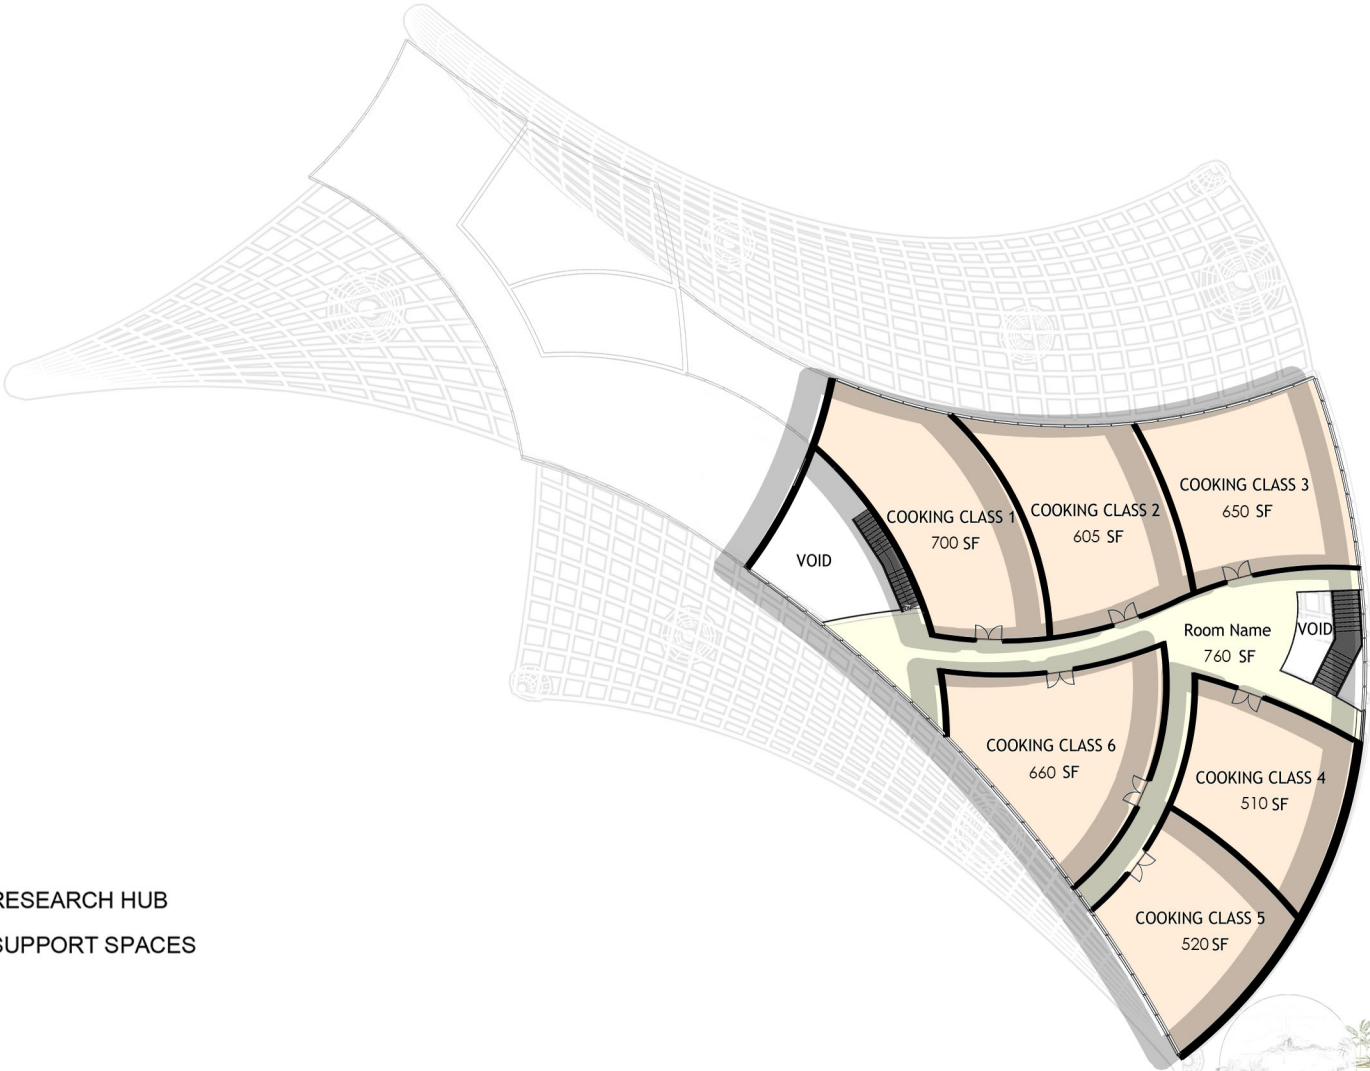 COOKING CLASS 3
650 SF
COOKING CLASS 2
605 SF
COOKING CLASS 1
700 SF
VOID
Room Name
760 SF
VOID
COOKING CLASS 6
660 SF
COOKING CLASS 4
510 SF
COOKING CLASS 5
520 SF
RESEARCH HUB
SUPPORT SPACES